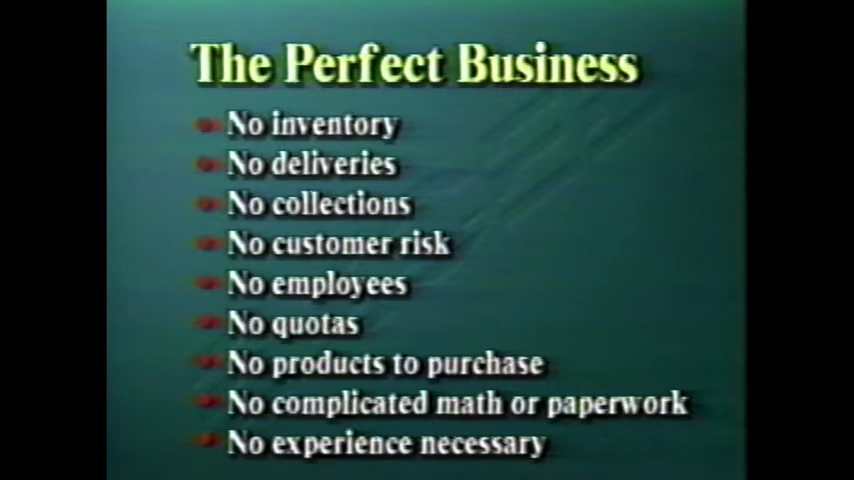 The Perfect Business
No inventory
No deliveries
No collections
No customer risk
No employees
No quotas
No products to purchase
No complicated math or paperwork
No experience necessary